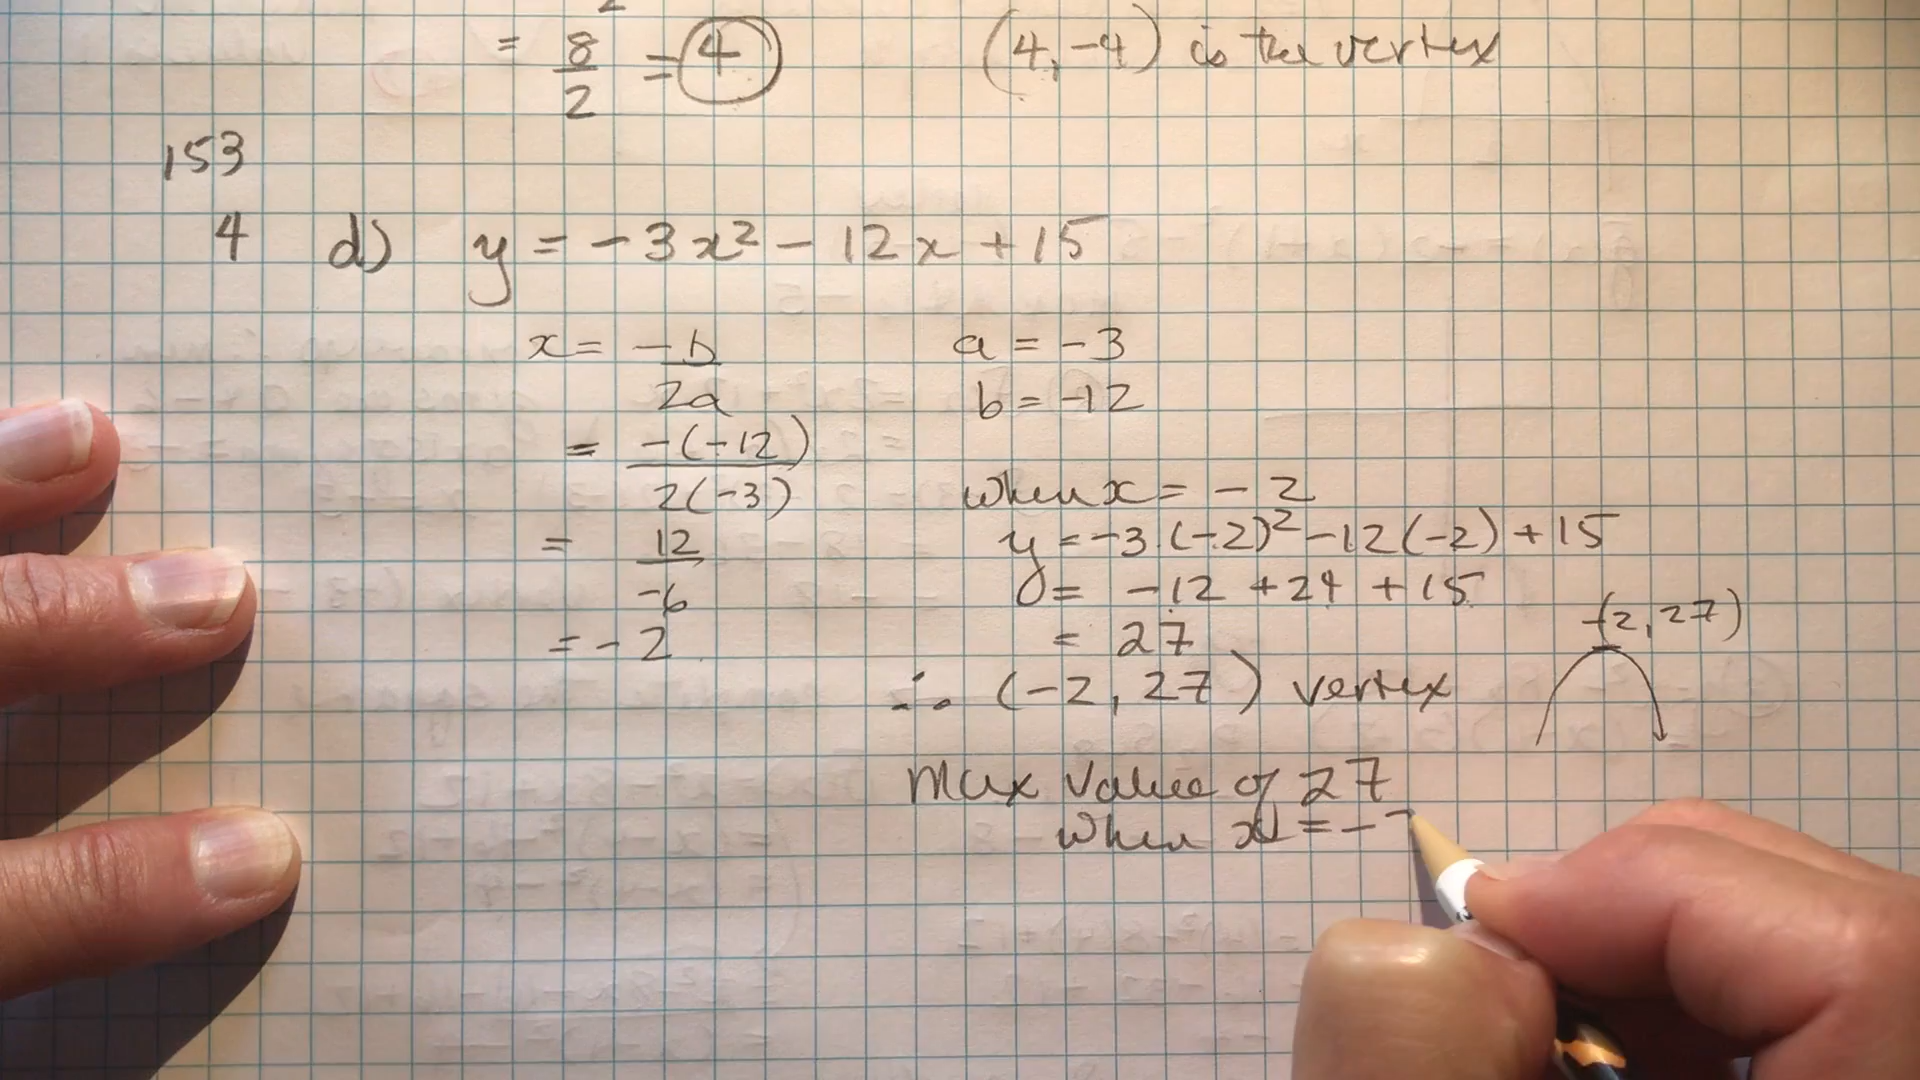 = 8/2 = 4
(4, -4) is the vertex
153
4 d) y = -3x² - 12x + 15
x = -b/2a
a = -3
b = -12
= -(-12)/2(-3)
= 12/-6
= -2
when x = -2
y = -3(-2)² - 12(-2) + 15
y = -12 + 24 + 15
= 27
∴ (-2, 27) vertex
(-2, 27)
Max value of 27
when x = -